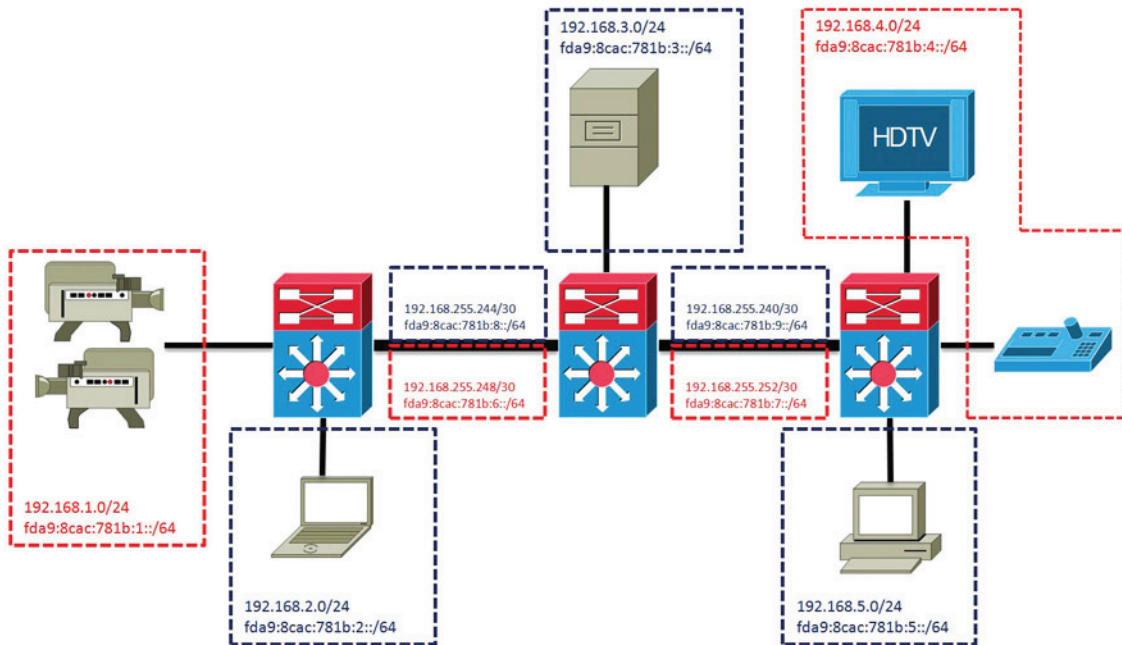 192.168.3.0/24
fda9:8cac:781b:3::/64
192.168.4.0/24
fda9:8cac:781b:4::/64
HDTV
192.168.255.244/30
fda9:8cac:781b:8::/64
192.168.255.240/30
fda9:8cac:781b:9::/64
192.168.255.248/30
fda9:8cac:781b:6::/64
192.168.255.252/30
fda9:8cac:781b:7::/64
192.168.1.0/24
fda9:8cac:781b:1::/64
192.168.2.0/24
fda9:8cac:781b:2::/64
192.168.5.0/24
fda9:8cac:781b:5::/64